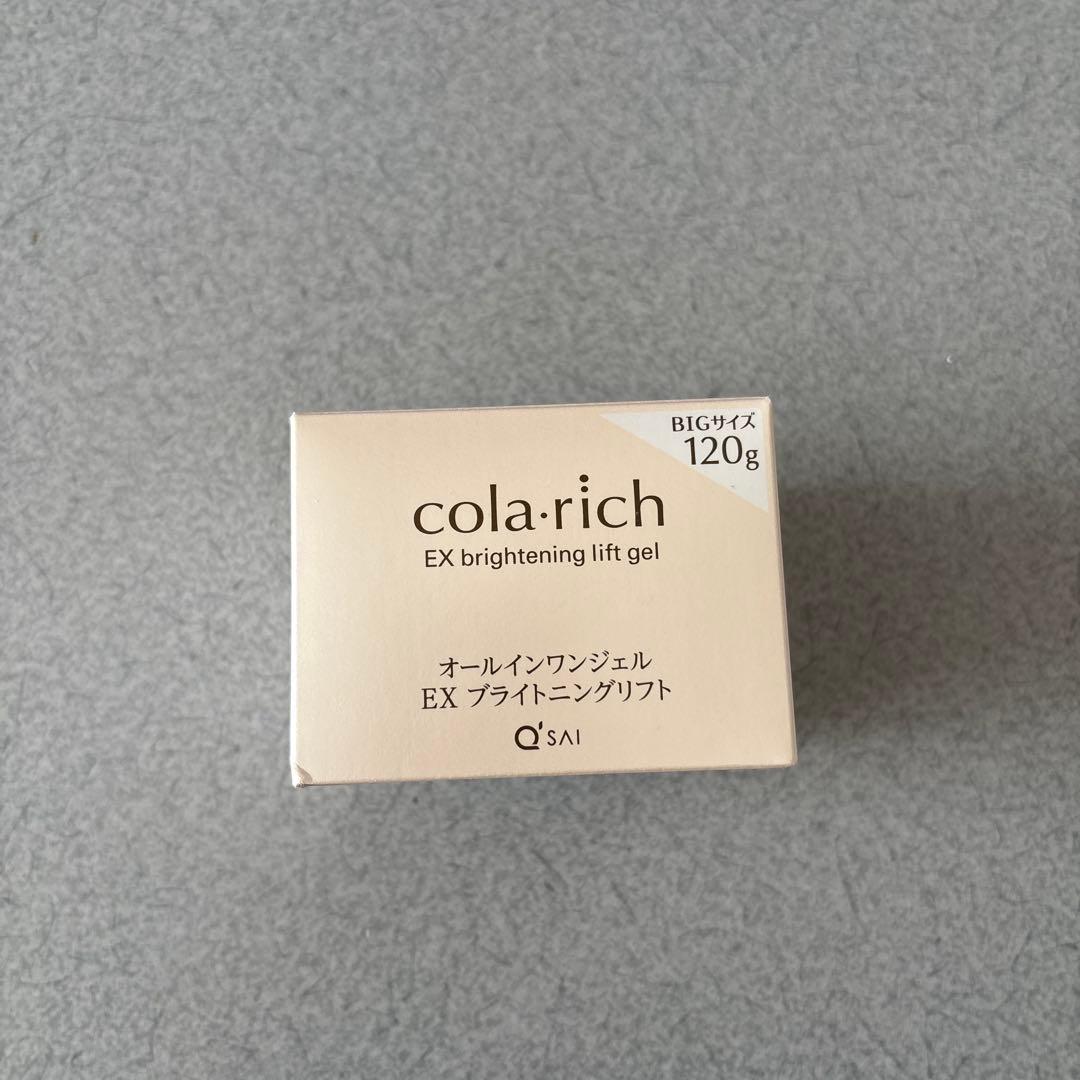 BIGサイズ
120g
cola·rich
EX brightening lift gel
オールインワンジェル
EX ブライトニングリフト
Q'SAI